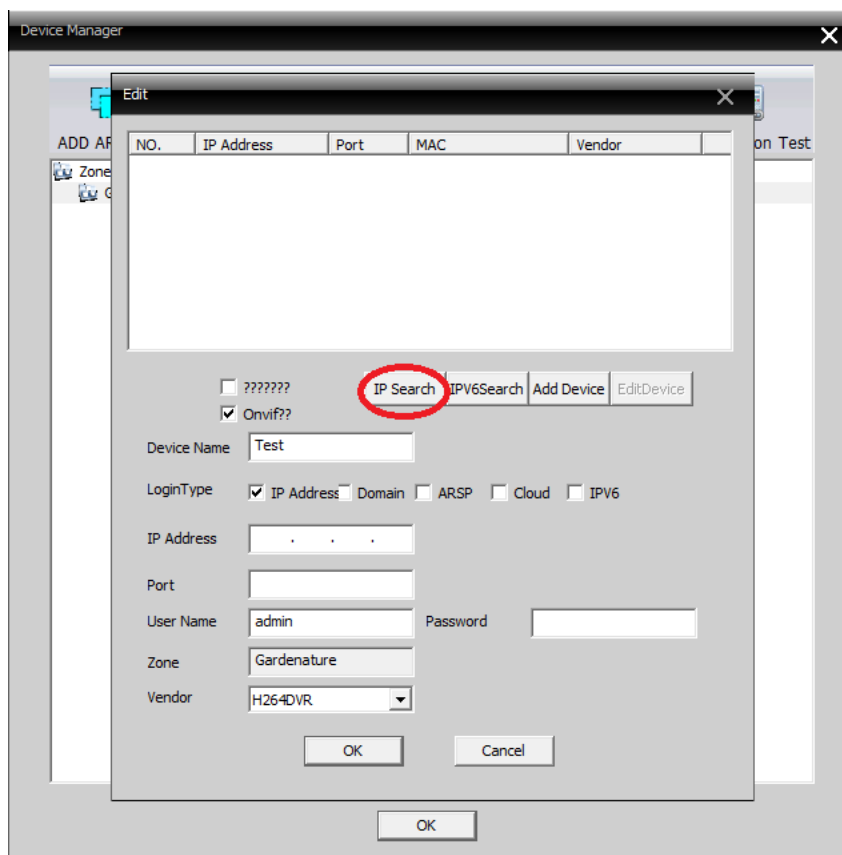 Device Manager
Edit
ADD AR
on Test
NO. IP Address Port MAC Vendor
Zone
G
??????? IP Search IPV6Search Add Device EditDevice
Onvif??
Device Name Test
LoginType IP Address Domain ARSP Cloud IPV6
IP Address . . .
Port
User Name admin Password
Zone Gardenature
Vendor H264DVR
OK Cancel
OK